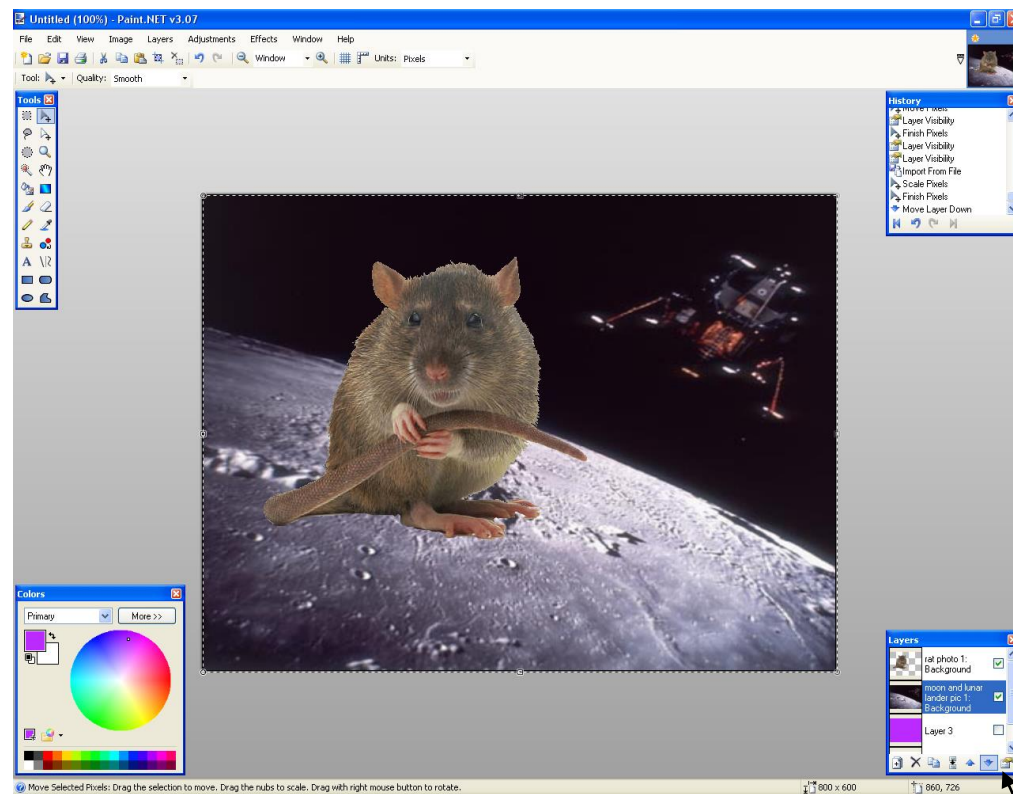 Untitled (100%) - Paint.NET v3.07
File Edit View Image Layers Adjustments Effects Window Help
Window Units: Pixels
Tool: Quality: Smooth
Tools
History
Move Pixels
Layer Visibility
Finish Pixels
Layer Visibility
Layer Visibility
Import From File
Scale Pixels
Finish Pixels
Move Layer Down
A
Colors
Primary More >>
Layers
rat photo 1:
Background
moon and lunar
lander pic 1:
Background
Layer 3
Move Selected Pixels: Drag the selection to move. Drag the nubs to scale. Drag with right mouse button to rotate. 800 x 600 860, 726